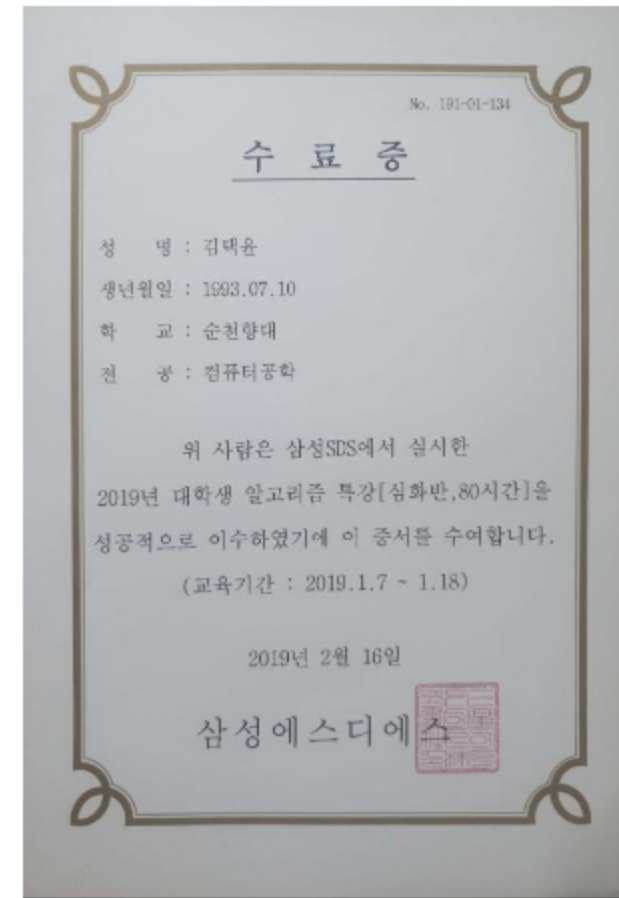 No. 191-01-134
수 료 증
성 명 : 김택윤
생년월일 : 1993.07.10
학 교 : 순천향대
전 공 : 컴퓨터공학
위 사람은 삼성SDS에서 실시한
2019년 대학생 알고리즘 특강[심화반,80시간]을
성공적으로 이수하였기에 이 증서를 수여합니다.
(교육기간 : 2019.1.7 ~ 1.18)
2019년 2월 16일
삼성에스디에스